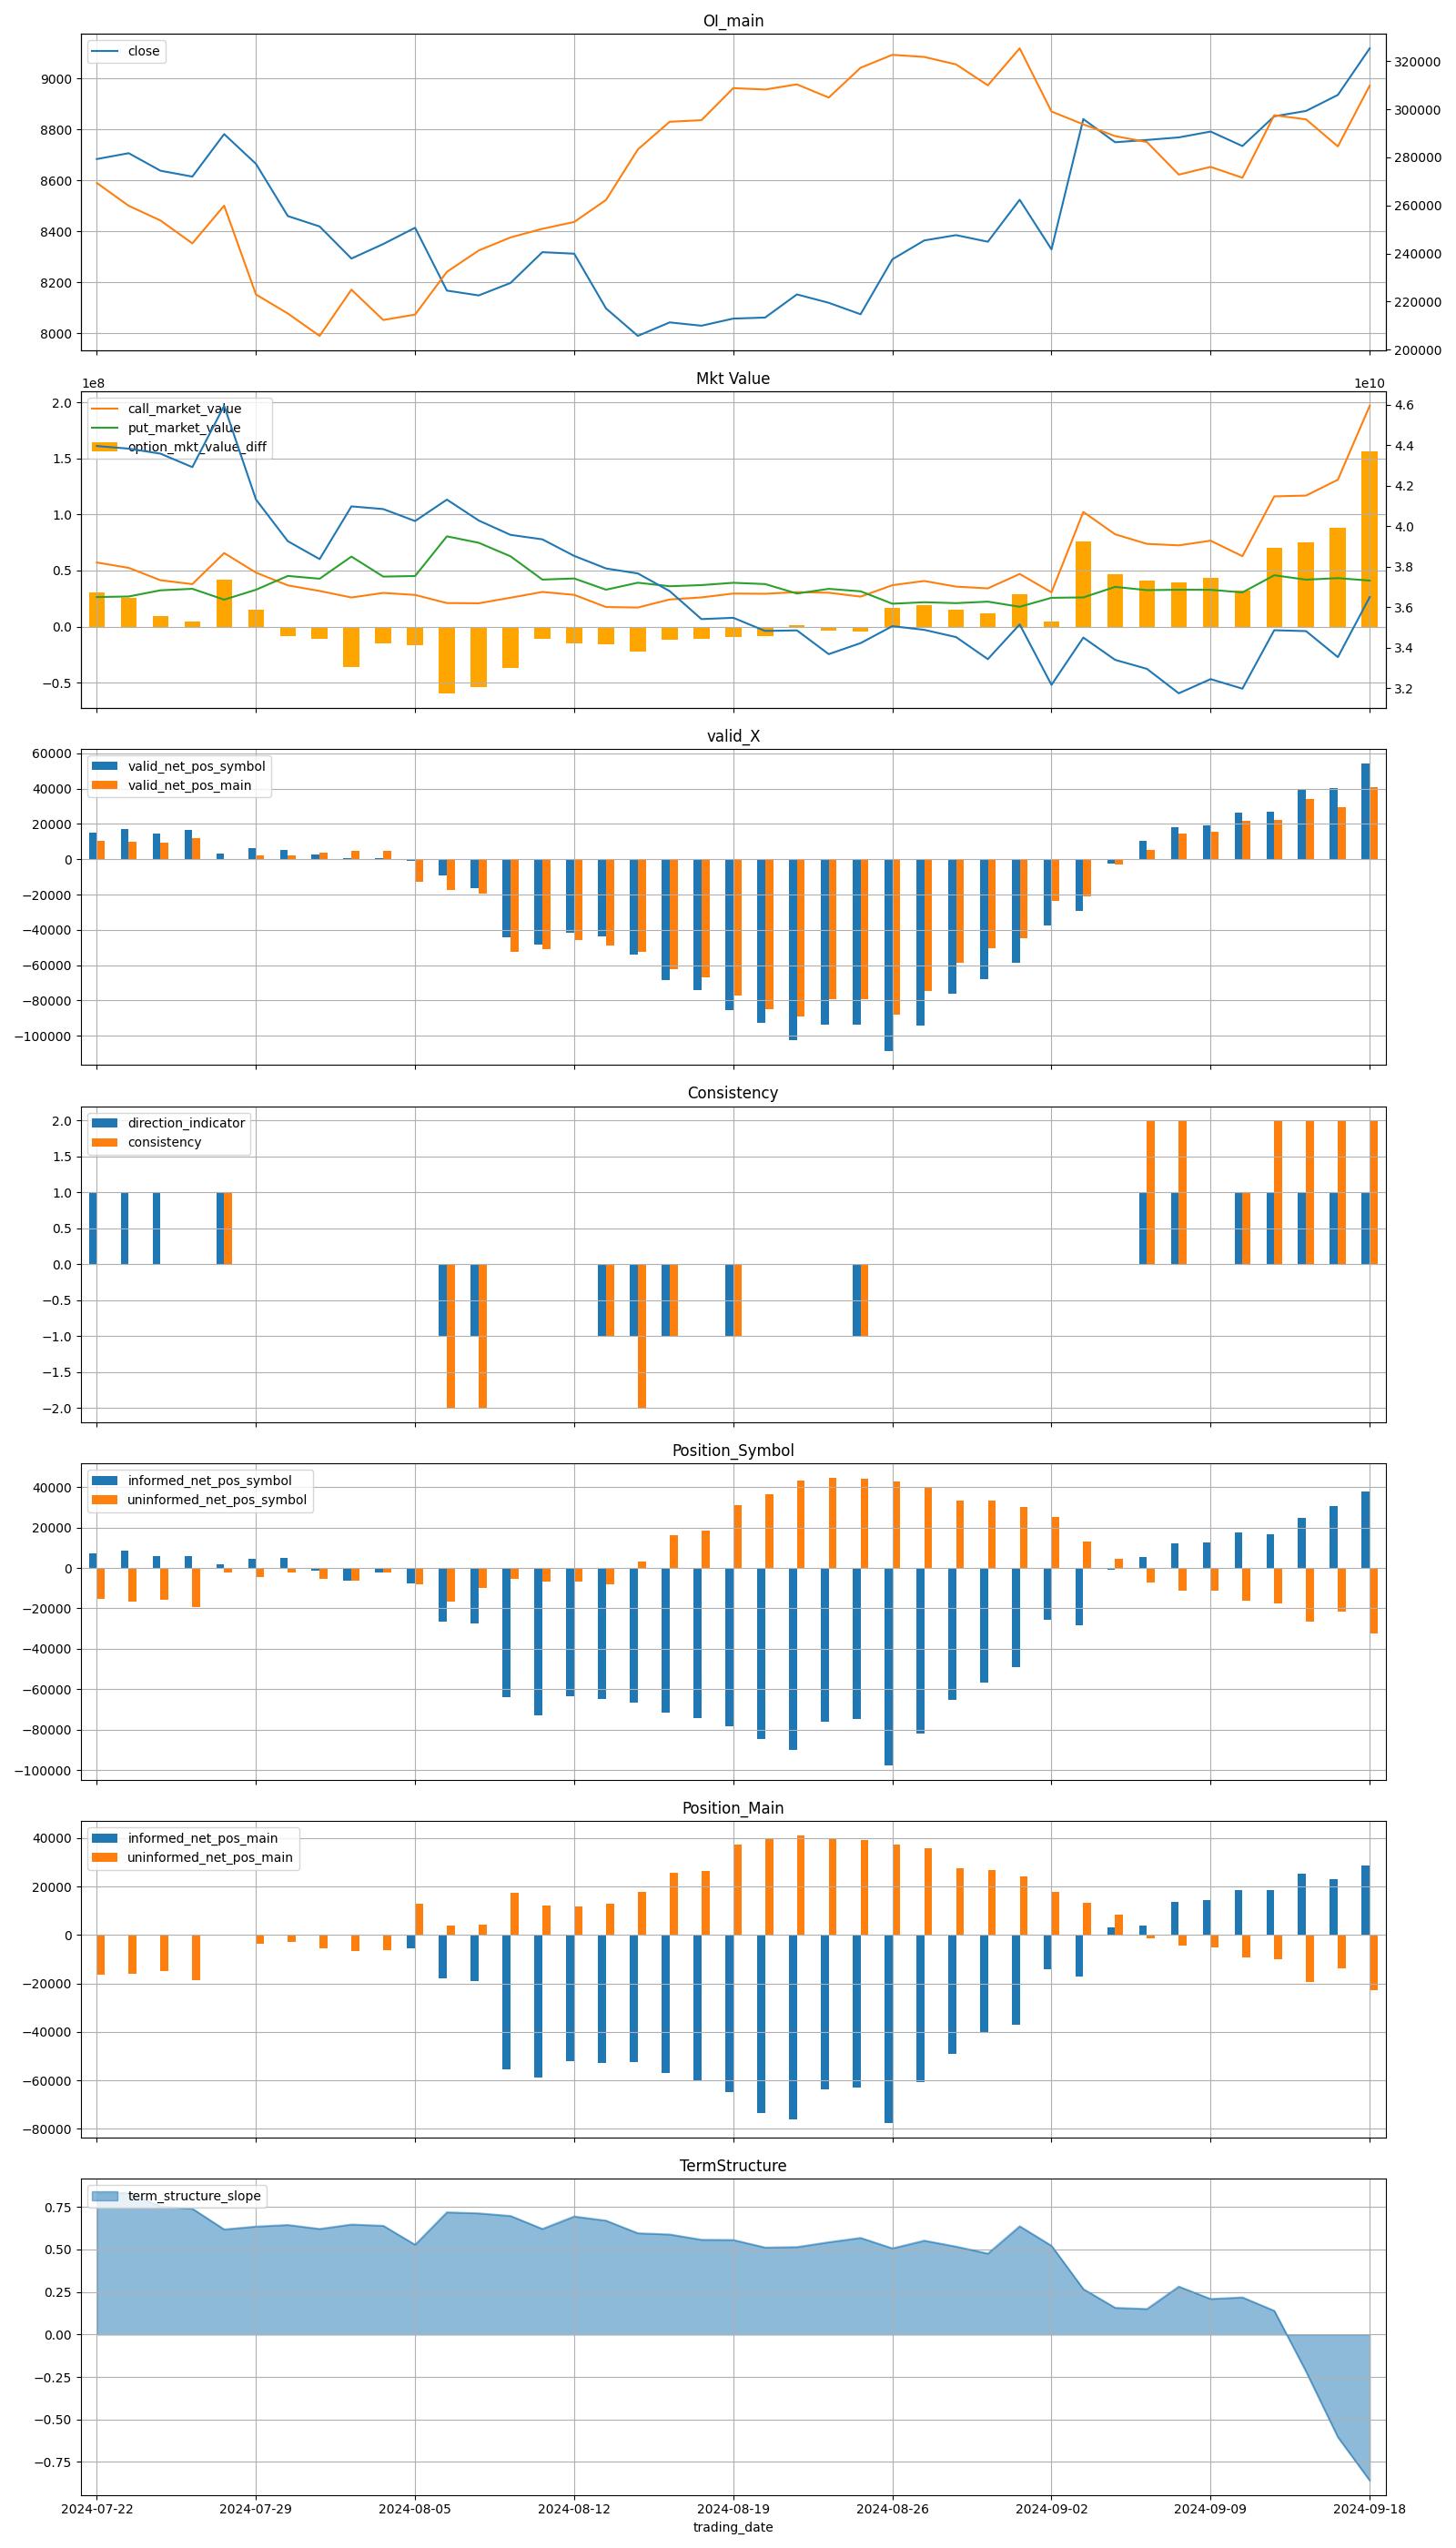 OI_main
close
9000
8800
8600
8400
8200
8000
320000
300000
280000
260000
240000
220000
200000
Mkt Value
1e8
1e10
call_market_value
put_market_value
option_mkt_value_diff
2.0
1.5
1.0
0.5
0.0
−0.5
4.6
4.4
4.2
4.0
3.8
3.6
3.4
3.2
valid_X
valid_net_pos_symbol
valid_net_pos_main
60000
40000
20000
0
−20000
−40000
−60000
−80000
−100000
Consistency
direction_indicator
consistency
2.0
1.5
1.0
0.5
0.0
−0.5
−1.0
−1.5
−2.0
Position_Symbol
informed_net_pos_symbol
uninformed_net_pos_symbol
40000
20000
0
−20000
−40000
−60000
−80000
−100000
Position_Main
informed_net_pos_main
uninformed_net_pos_main
40000
20000
0
−20000
−40000
−60000
−80000
TermStructure
term_structure_slope
0.75
0.50
0.25
0.00
−0.25
−0.50
−0.75
2024-07-22 2024-07-29 2024-08-05 2024-08-12 2024-08-19 2024-08-26 2024-09-02 2024-09-09 2024-09-18
trading_date